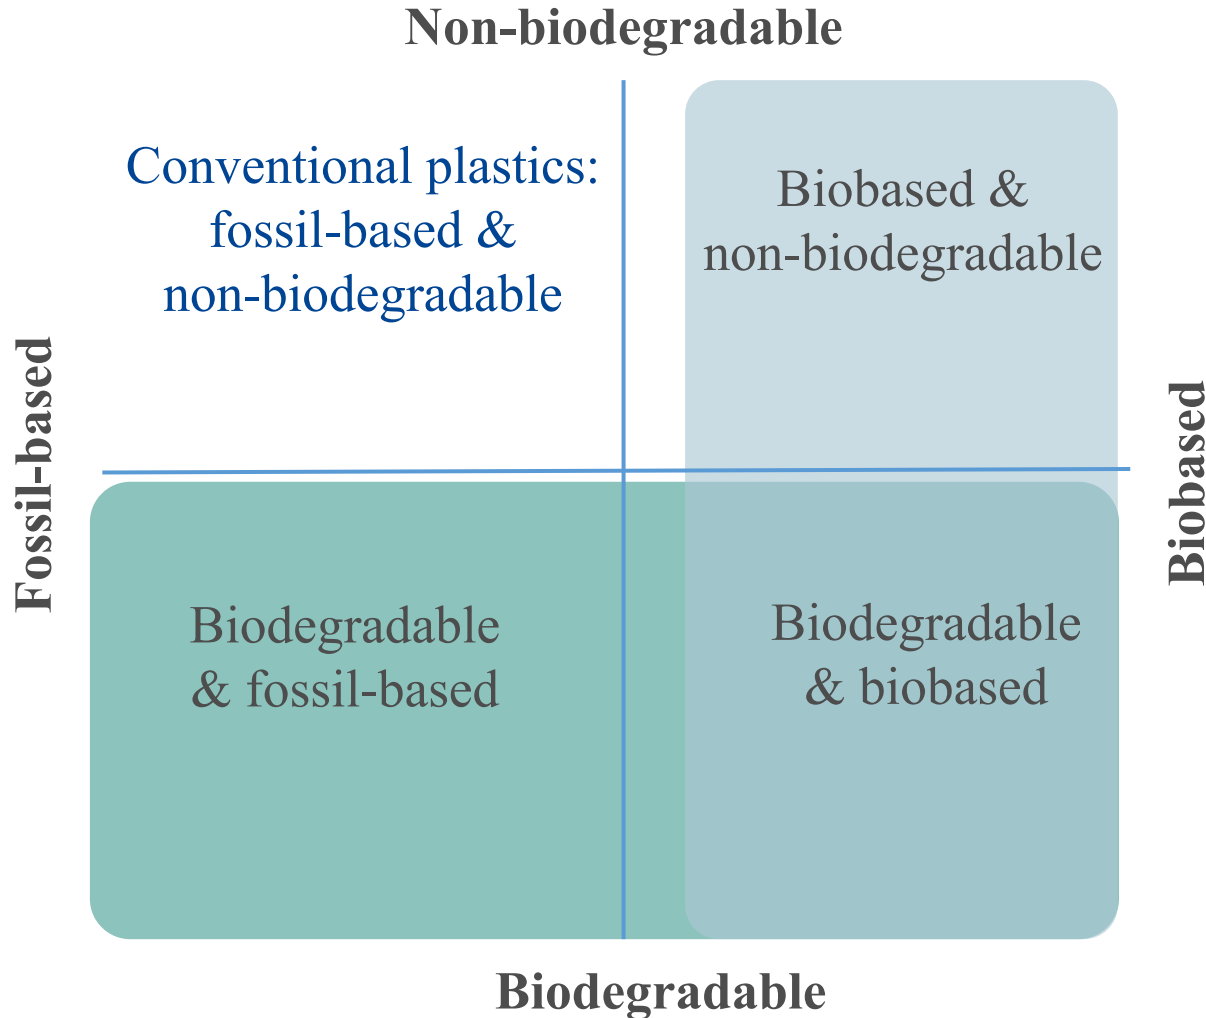 Non-biodegradable
Conventional plastics:
fossil-based &
non-biodegradable
Biobased &
non-biodegradable
Fossil-based
Biobased
Biodegradable
& fossil-based
Biodegradable
& biobased
Biodegradable